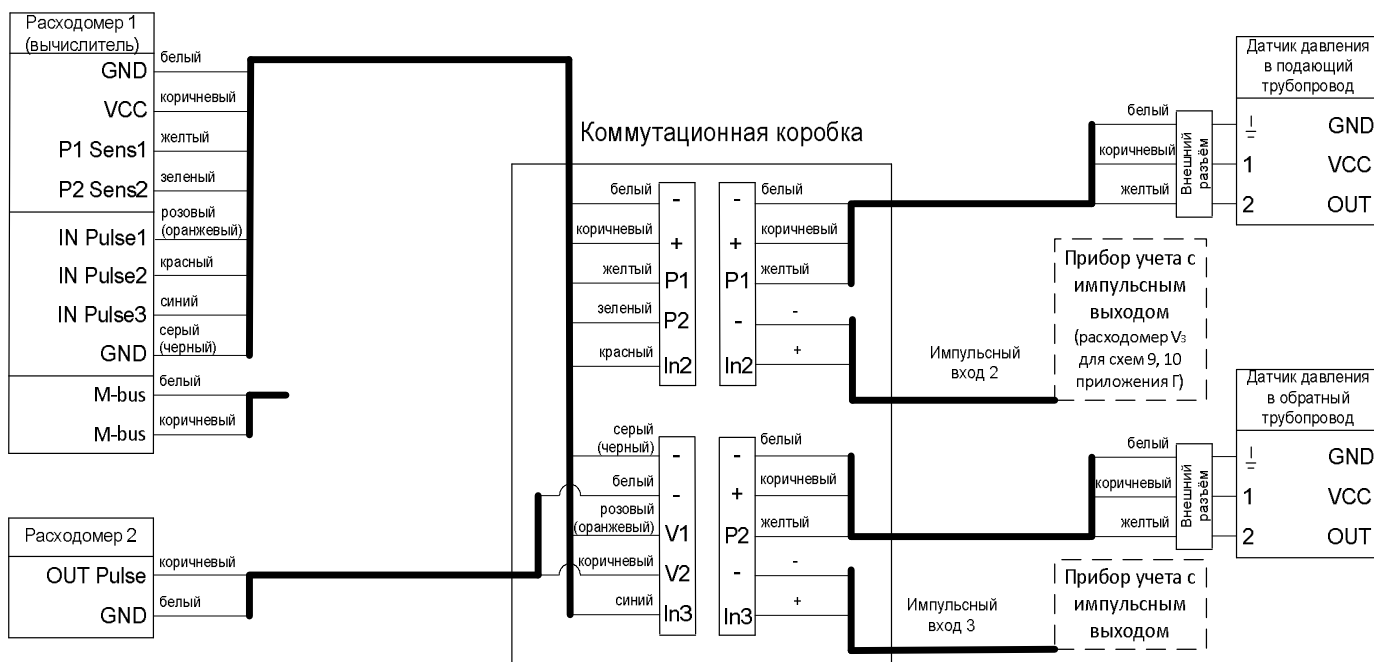 Расходомер 1
(вычислитель)
GND
белый
VCC
коричневый
P1 Sens1
желтый
P2 Sens2
зеленый
IN Pulse1
розовый
(оранжевый)
IN Pulse2
красный
IN Pulse3
синий
GND
серый
(черный)
M-bus
белый
M-bus
коричневый
Расходомер 2
OUT Pulse
коричневый
GND
белый
Коммутационная коробка
белый
-
коричневый
+
желтый
P1
зеленый
P2
красный
In2
-
белый
+
коричневый
P1
желтый
-
-
In2
+
серый
(черный)
-
белый
-
розовый
(оранжевый)
V1
коричневый
V2
синий
In3
-
белый
+
коричневый
P2
желтый
-
-
In3
+
Импульсный
вход 2
Импульсный
вход 3
Датчик давления
в подающий
трубопровод
белый
коричневый
желтый
Внешний
разъём
GND
1
VCC
2
OUT
Прибор учета с
импульсным
выходом
(расходомер V₃
для схем 9, 10
приложения Г)
Датчик давления
в обратный
трубопровод
белый
коричневый
желтый
Внешний
разъём
GND
1
VCC
2
OUT
Прибор учета с
импульсным
выходом